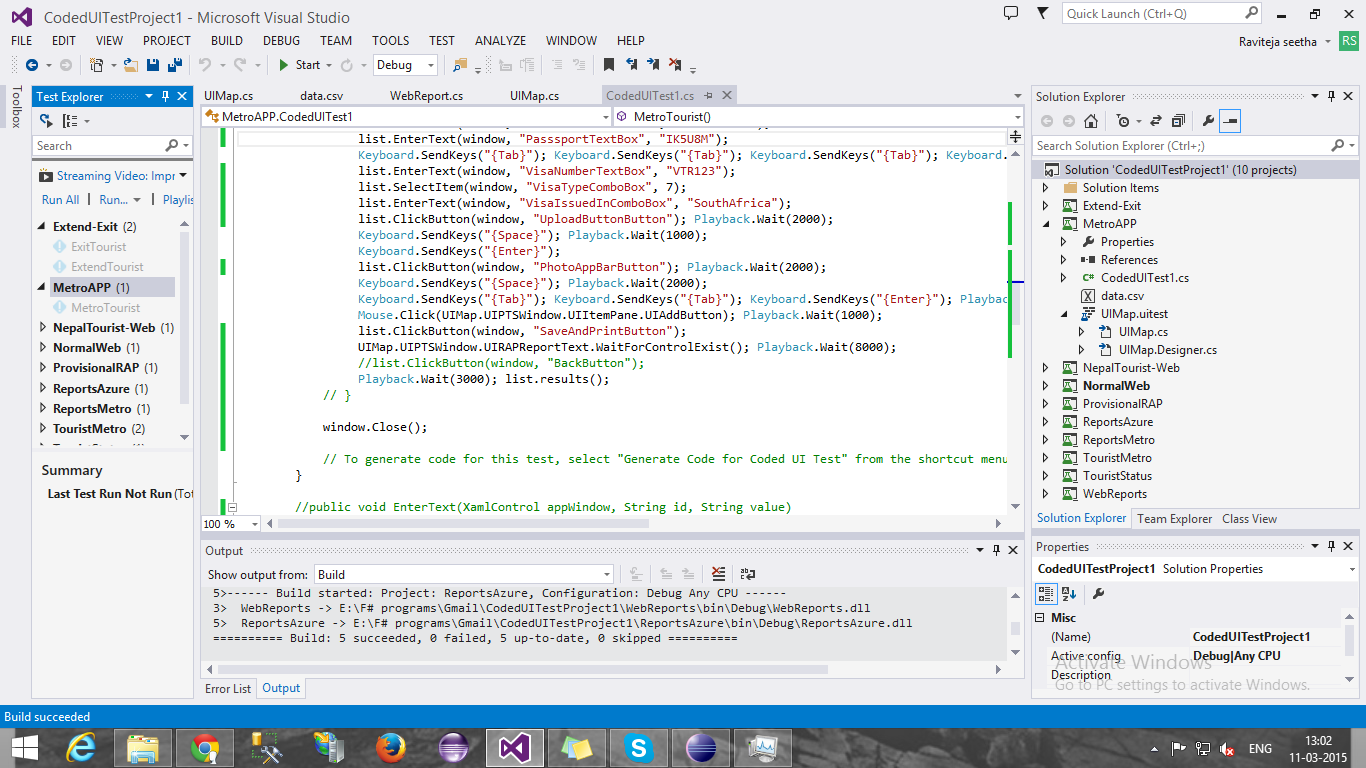 CodedUITestProject1 - Microsoft Visual Studio
Quick Launch (Ctrl+Q)
FILE EDIT VIEW PROJECT BUILD DEBUG TEAM TOOLS TEST ANALYZE WINDOW HELP
Raviteja seetha RS
Start Debug
Toolbox
Test Explorer
Search
Streaming Video: Impr
Run All | Run... | Playlis
Extend-Exit (2)
ExitTourist
ExtendTourist
MetroAPP (1)
MetroTourist
NepalTourist-Web (1)
NormalWeb (1)
ProvisionalRAP (1)
ReportsAzure (1)
ReportsMetro (1)
TouristMetro (2)
Summary
Last Test Run Not Run (Tot
UIMap.cs data.csv WebReport.cs UIMap.cs CodedUITest1.cs
MetroAPP.CodedUITest1 MetroTourist()
list.EnterText(window, "PasssportTextBox", "IK5U8M");
Keyboard.SendKeys("{Tab}"); Keyboard.SendKeys("{Tab}"); Keyboard.SendKeys("{Tab}"); Keyboard.
list.EnterText(window, "VisaNumberTextBox", "VTR123");
list.SelectItem(window, "VisaTypeComboBox", 7);
list.EnterText(window, "VisaIssuedInComboBox", "SouthAfrica");
list.ClickButton(window, "UploadButtonButton"); Playback.Wait(2000);
Keyboard.SendKeys("{Space}"); Playback.Wait(1000);
Keyboard.SendKeys("{Enter}");
list.ClickButton(window, "PhotoAppBarButton"); Playback.Wait(2000);
Keyboard.SendKeys("{Space}"); Playback.Wait(2000);
Keyboard.SendKeys("{Tab}"); Keyboard.SendKeys("{Tab}"); Keyboard.SendKeys("{Enter}"); Playbac
Mouse.Click(UIMap.UIPTSWindow.UIItemPane.UIAddButton); Playback.Wait(1000);
list.ClickButton(window, "SaveAndPrintButton");
UIMap.UIPTSWindow.UIRAPReportText.WaitForControlExist(); Playback.Wait(8000);
//list.ClickButton(window, "BackButton");
Playback.Wait(3000); list.results();
// }
window.Close();
// To generate code for this test, select "Generate Code for Coded UI Test" from the shortcut menu
}
//public void EnterText(XamlControl appWindow, String id, String value)
100 %
Output
Show output from: Build
5>------ Build started: Project: ReportsAzure, Configuration: Debug Any CPU ------
3>  WebReports -> E:\F# programs\Gmail\CodedUITestProject1\WebReports\bin\Debug\WebReports.dll
5>  ReportsAzure -> E:\F# programs\Gmail\CodedUITestProject1\ReportsAzure\bin\Debug\ReportsAzure.dll
========== Build: 5 succeeded, 0 failed, 5 up-to-date, 0 skipped ==========
Error List Output
Solution Explorer
Search Solution Explorer (Ctrl+;)
Solution 'CodedUITestProject1' (10 projects)
Solution Items
Extend-Exit
MetroAPP
Properties
References
C# CodedUITest1.cs
data.csv
UIMap.uitest
UIMap.cs
UIMap.Designer.cs
NepalTourist-Web
NormalWeb
ProvisionalRAP
ReportsAzure
ReportsMetro
TouristMetro
TouristStatus
WebReports
Solution Explorer Team Explorer Class View
Properties
CodedUITestProject1 Solution Properties
Misc
(Name) CodedUITestProject1
Active config Debug|Any CPU
Description
Activate Windows
Go to PC settings to activate Windows.
Build succeeded
ENG
13:02
11-03-2015